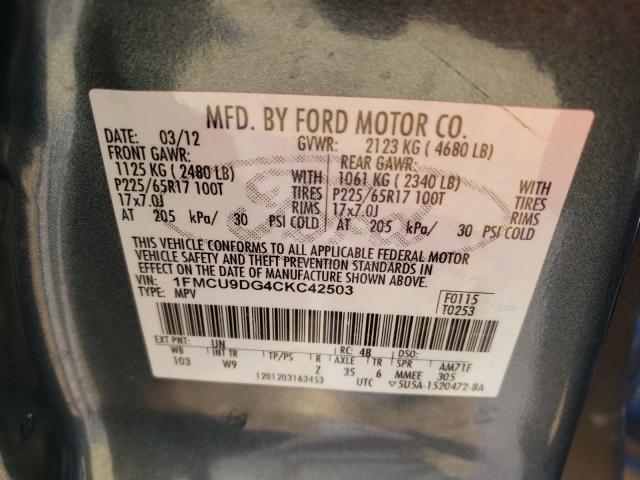 MFD. BY FORD MOTOR CO.
DATE: 03/12 GVWR: 2123 KG ( 4680 LB)
FRONT GAWR: REAR GAWR:
1125 KG ( 2480 LB) WITH 1061 KG ( 2340 LB) WITH
P225/65R17 100T TIRES P225/65R17 100T TIRES
17x7.0J RIMS 17x7.0J RIMS
AT 205 kPa/ 30 PSI COLD AT 205 kPa/ 30 PSI COLD
THIS VEHICLE CONFORMS TO ALL APPLICABLE FEDERAL MOTOR
VEHICLE SAFETY AND THEFT PREVENTION STANDARDS IN
EFFECT ON THE DATE OF MANUFACTURE SHOWN ABOVE.
VIN: 1FMCU9DG4CKC42503 F0115
TYPE: MPV T0253
EXT PNT: UN RC: 48 DSO:
WB INT TR TP/PS R AXLE TR SPR AM71F
103 W9 Z 35 6 MMEE 305
1201203163453 UTC 5U5A-1520472-BA